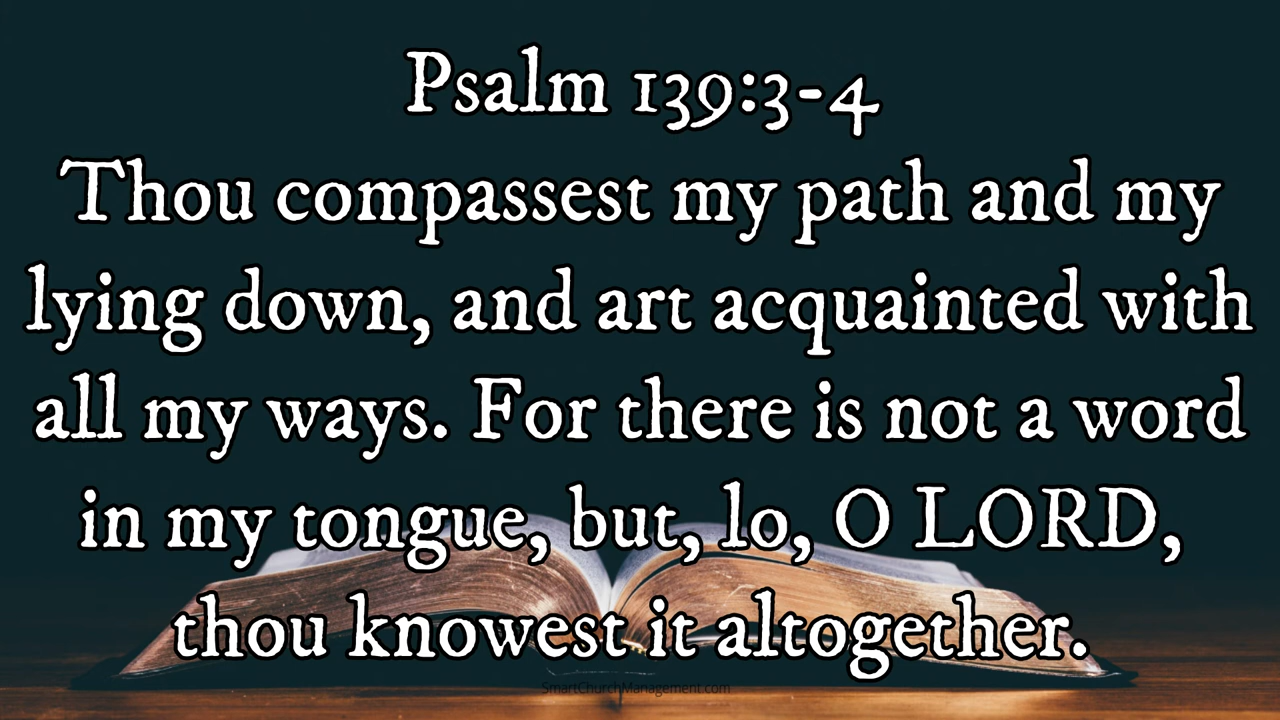 Psalm 139:3-4
Thou compassest my path and my
lying down, and art acquainted with
all my ways. For there is not a word
in my tongue, but, lo, O LORD,
thou knowest it altogether.
SmartChurchManagement.com